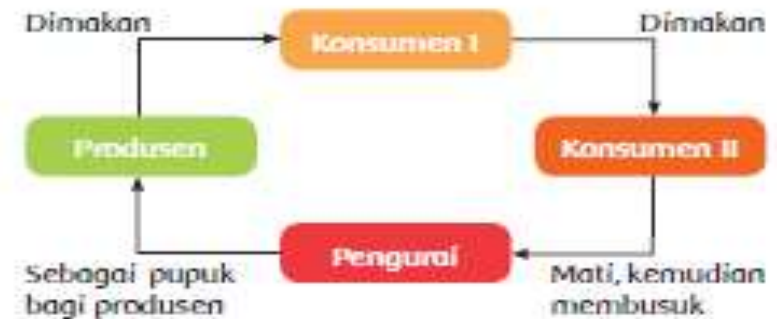 Dimakan
Konsumen I
Dimakan
Produsen
Konsumen II
Pengurai
Sebagai pupuk
bagi produsen
Mati, kemudian
membusuk